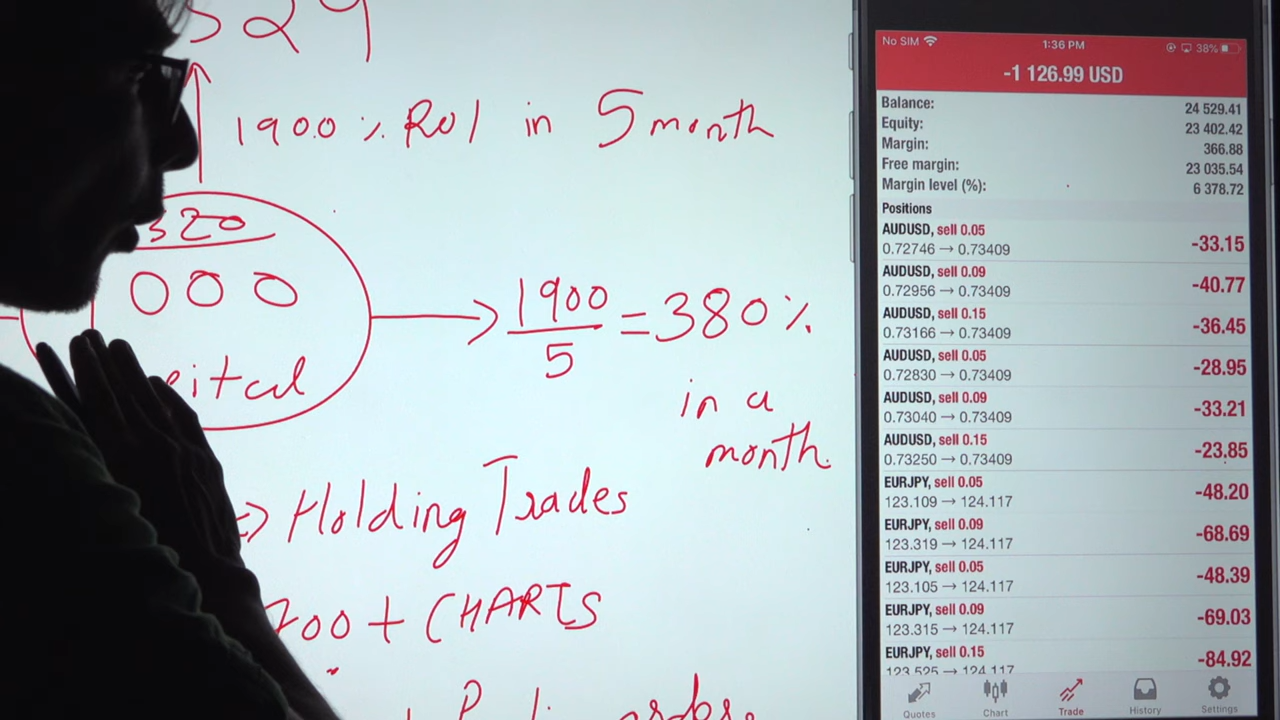 329
1900 % ROI in 5 month
320
000
1900
5
= 380 %
in a
month.
=> Holding Trades
700 + CHARTS
No SIM
1:36 PM
38%
-1 126.99 USD
Balance: 24 529.41
Equity: 23 402.42
Margin: 366.88
Free margin: 23 035.54
Margin level (%): 6 378.72
Positions
AUDUSD, sell 0.05
0.72746 → 0.73409 -33.15
AUDUSD, sell 0.09
0.72956 → 0.73409 -40.77
AUDUSD, sell 0.15
0.73166 → 0.73409 -36.45
AUDUSD, sell 0.05
0.72830 → 0.73409 -28.95
AUDUSD, sell 0.09
0.73040 → 0.73409 -33.21
AUDUSD, sell 0.15
0.73250 → 0.73409 -23.85
EURJPY, sell 0.05
123.109 → 124.117 -48.20
EURJPY, sell 0.09
123.319 → 124.117 -68.69
EURJPY, sell 0.05
123.105 → 124.117 -48.39
EURJPY, sell 0.09
123.315 → 124.117 -69.03
EURJPY, sell 0.15
123.525 → 124.117 -84.92
Quotes Chart Trade History Settings